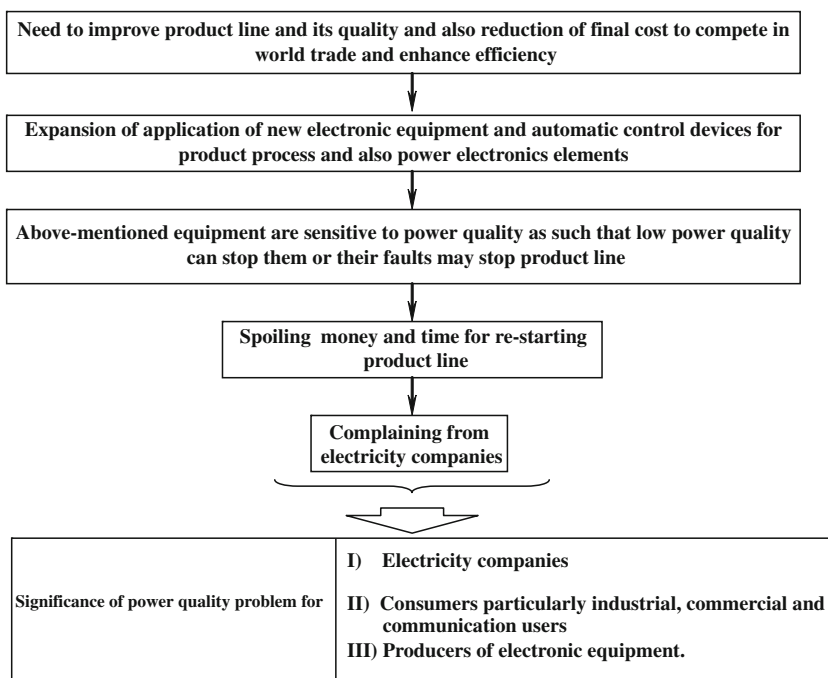 Need to improve product line and its quality and also reduction of final cost to compete in
world trade and enhance efficiency
Expansion of application of new electronic equipment and automatic control devices for
product process and also power electronics elements
Above-mentioned equipment are sensitive to power quality as such that low power quality
can stop them or their faults may stop product line
Spoiling money and time for re-starting
product line
Complaining from
electricity companies
Significance of power quality problem for
I) Electricity companies
II) Consumers particularly industrial, commercial and
communication users
III) Producers of electronic equipment.